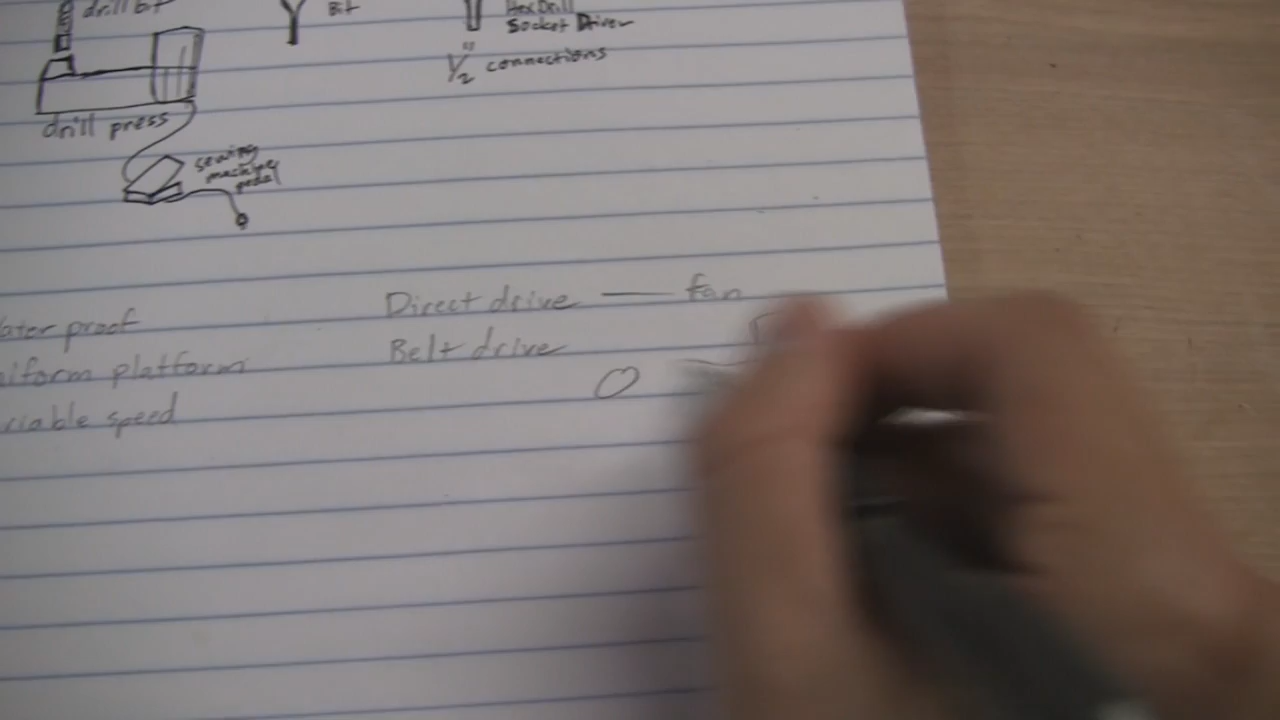 drill bit
Bit
Hex Drill
Socket Driver
1/2" connections
drill press
sewing
machine
pedal
Direct drive — fan
Belt drive
ater proof
iform platform
riable speed